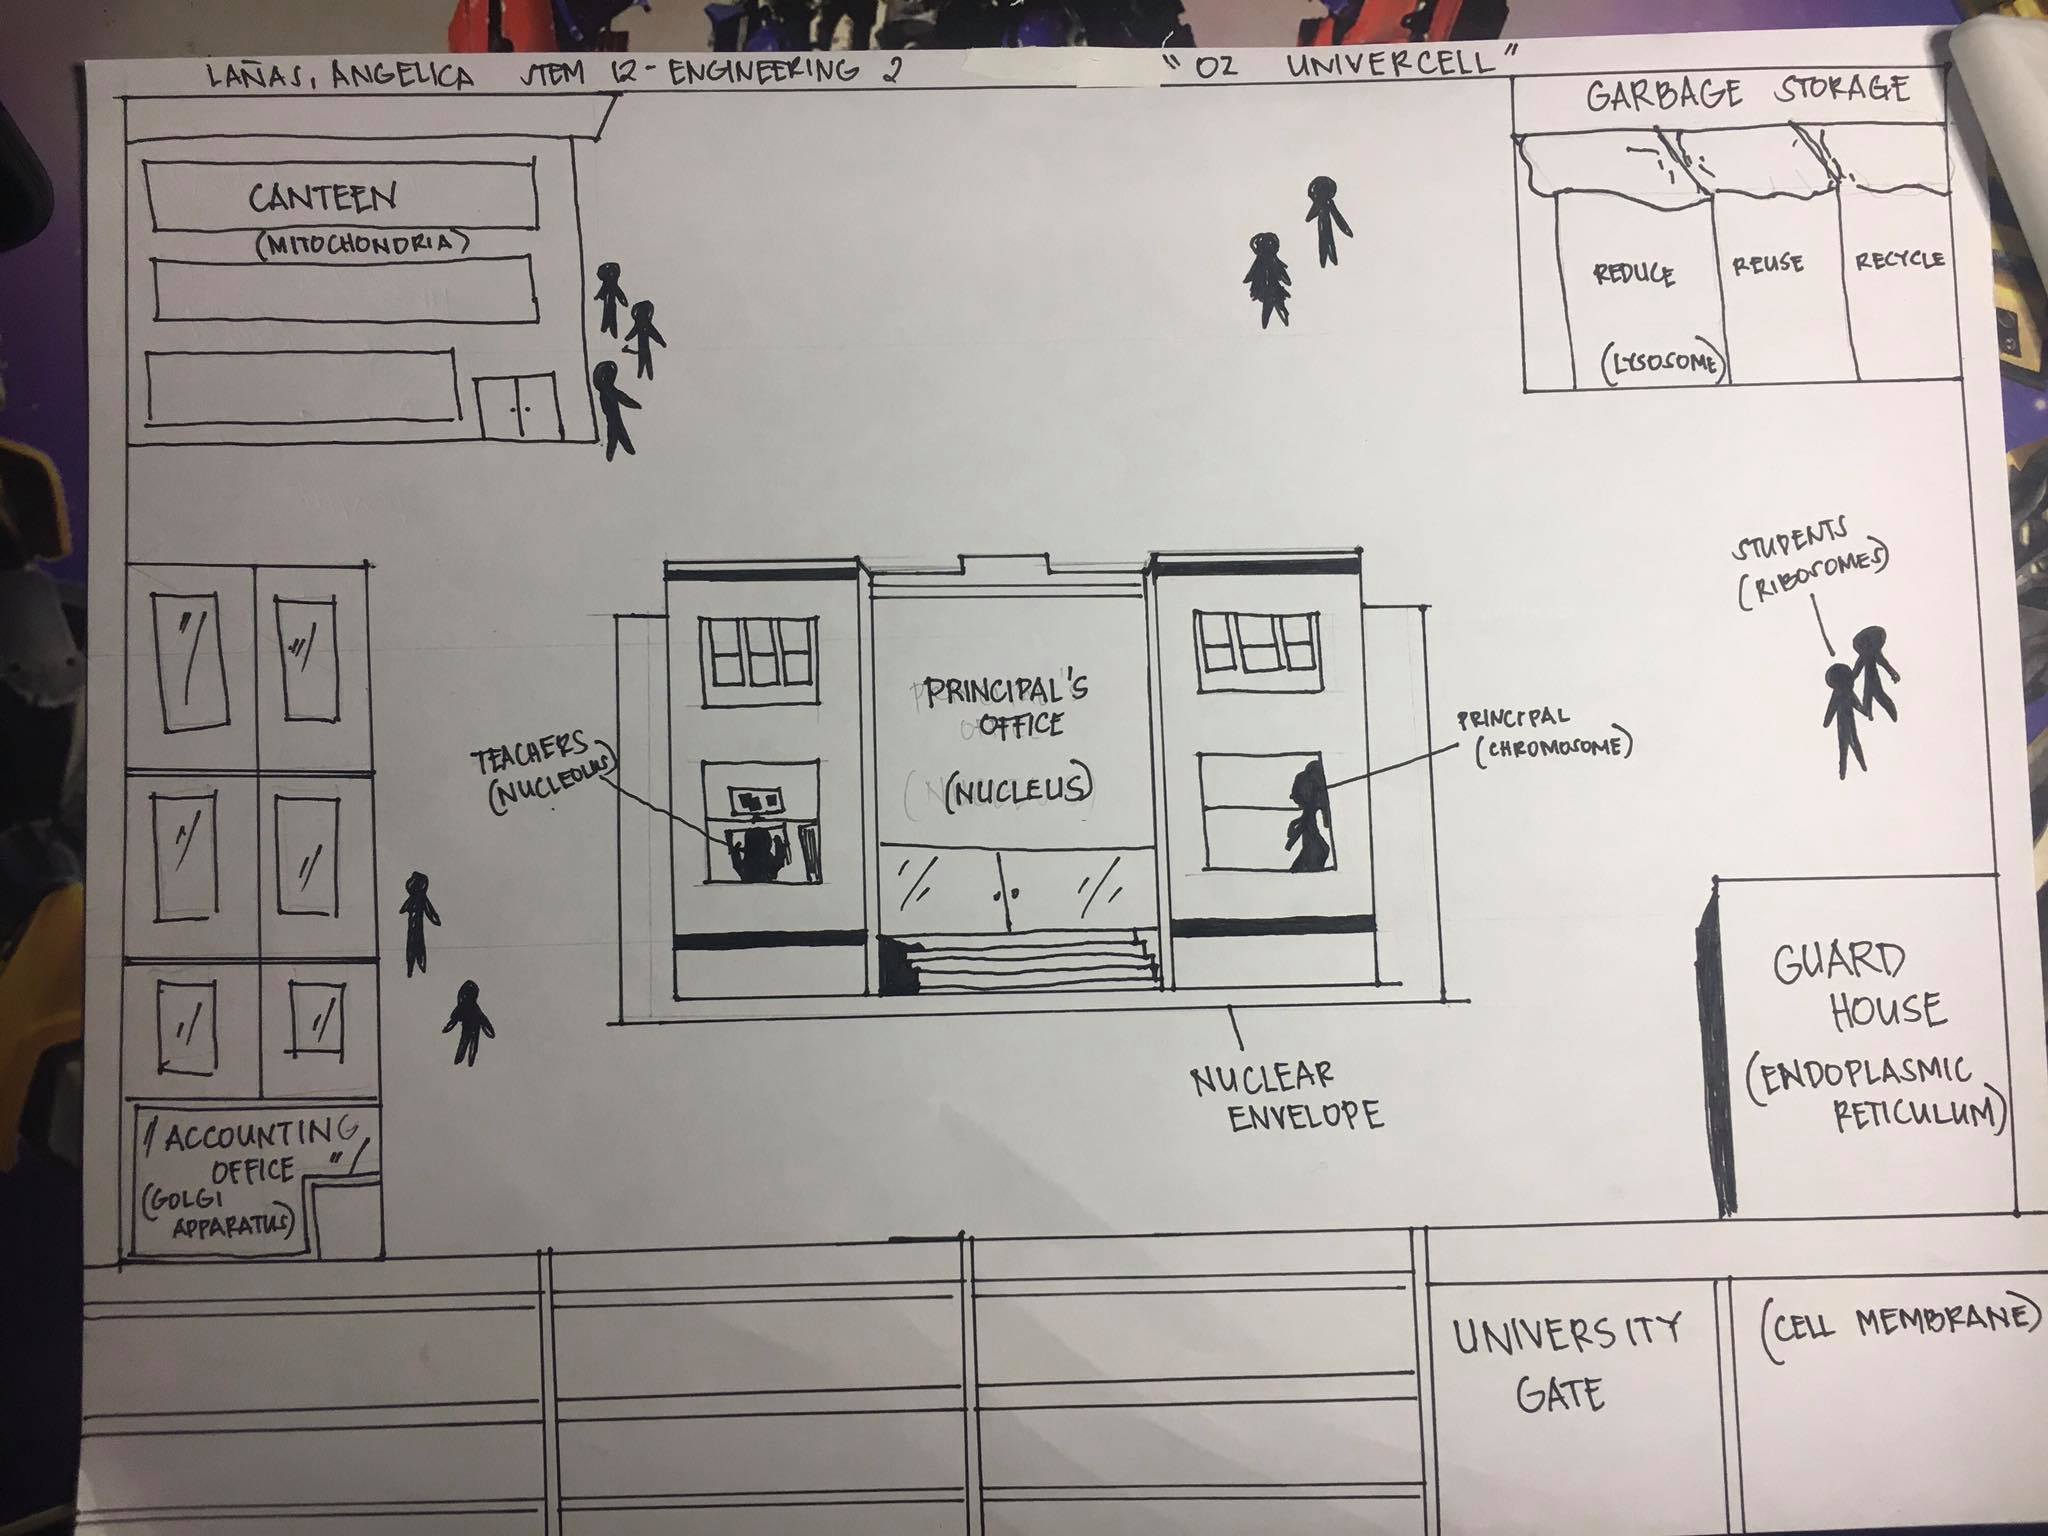 LAÑAS, ANGELICA STEM 12 - ENGINEERING 2 "OZ UNIVERCELL"
GARBAGE STORAGE
CANTEEN
(MITOCHONDRIA)
REDUCE
REUSE
RECYCLE
(LYSOSOME)
STUDENTS
(RIBOSOMES)
PRINCIPAL'S
OFFICE
(NUCLEUS)
TEACHERS
(NUCLEOLUS)
PRINCIPAL
(CHROMOSOME)
GUARD
HOUSE
(ENDOPLASMIC
RETICULUM)
NUCLEAR
ENVELOPE
ACCOUNTING
OFFICE
(GOLGI
APPARATUS)
UNIVERSITY
GATE
(CELL MEMBRANE)